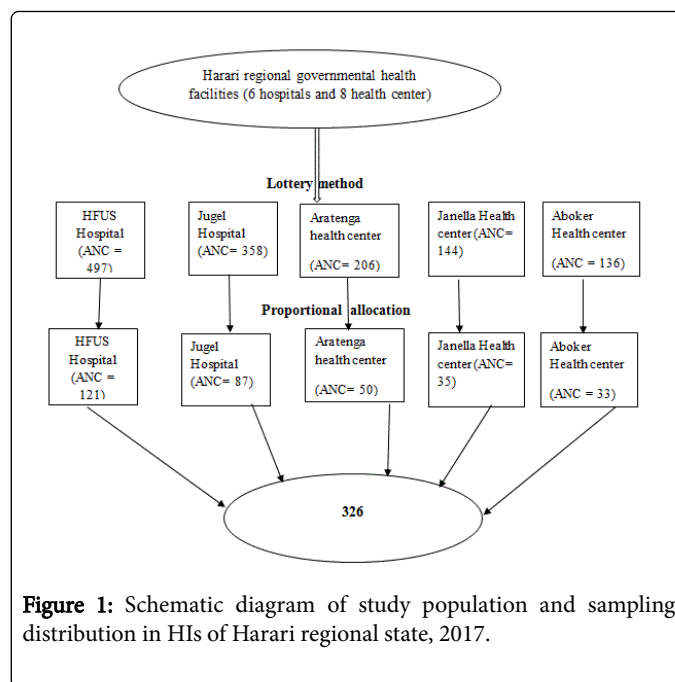 Harari regional governmental health
facilities (6 hospitals and 8 health center)
Lottery method
HFUS
Hospital
(ANC =
497)
Jugel
Hospital
(ANC= 358)
Aratenga
health center
(ANC= 206)
Janella Health
center (ANC=
144)
Aboker
Health center
(ANC = 136)
Proportional allocation
HFUS
Hospital
(ANC =
121)
Jugel
Hospital
(ANC= 87)
Aratenga
health center
(ANC= 50)
Janella Health
center (ANC=
35)
Aboker
Health center
(ANC = 33)
326
Figure 1: Schematic diagram of study population and sampling
distribution in HIs of Harari regional state, 2017.